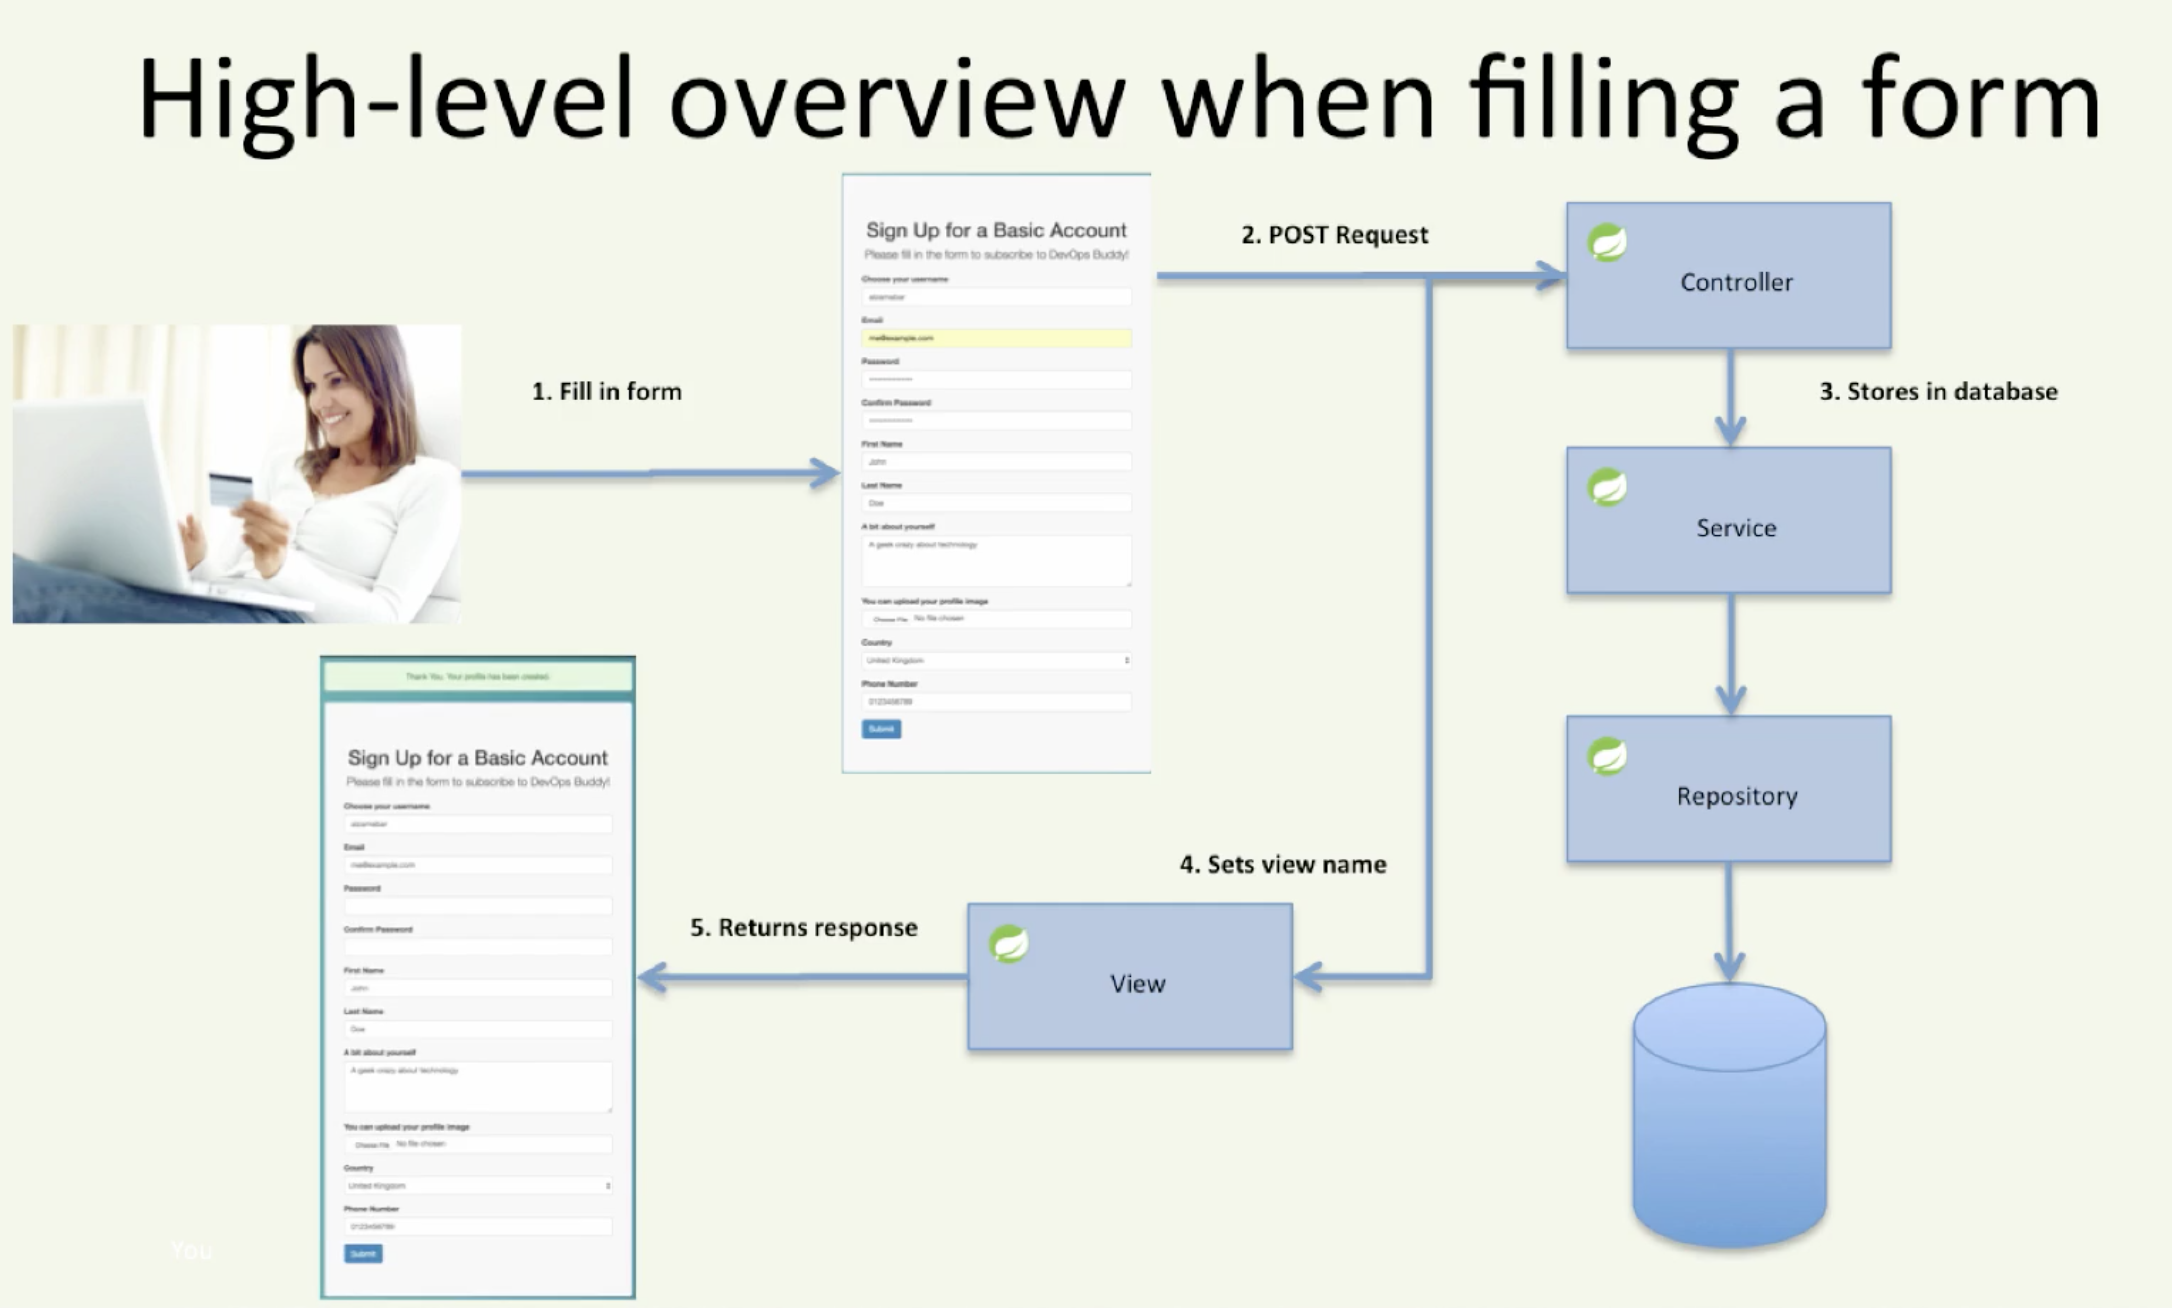 High-level overview when filling a form
Sign Up for a Basic Account
Please fill in the form to subscribe to DevOps Buddy!
Choose your username
Email
me@example.com
Password
Confirm Password
First Name
John
Last Name
Doe
A bit about yourself
A geek crazy about technology
You can upload your profile image
Choose File No file chosen
Country
United Kingdom
Phone Number
0123456789
Submit
1. Fill in form
2. POST Request
Controller
3. Stores in database
Service
Repository
4. Sets view name
View
5. Returns response
Thank You. Your profile has been created.
Sign Up for a Basic Account
Please fill in the form to subscribe to DevOps Buddy!
Choose your username
Email
me@example.com
Password
Confirm Password
First Name
John
Last Name
Doe
A bit about yourself
A geek crazy about technology
You can upload your profile image
Choose File No file chosen
Country
United Kingdom
Phone Number
0123456789
Submit
You